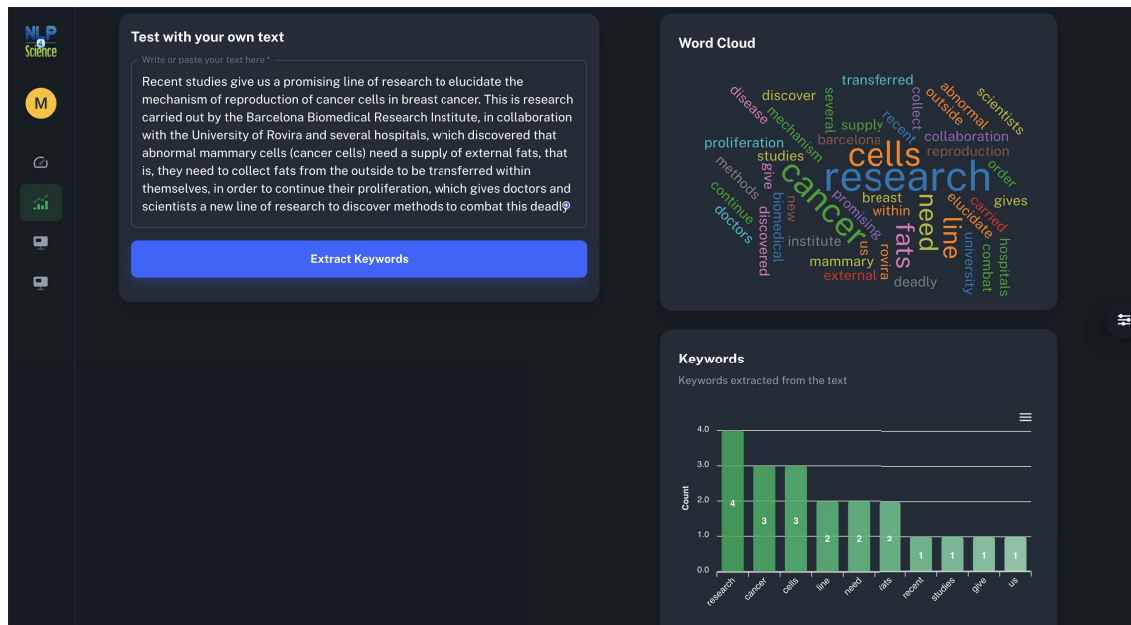 NLP
4
Science
M
Test with your own text
Write or paste your text here *
Recent studies give us a promising line of research to elucidate the
mechanism of reproduction of cancer cells in breast cancer. This is research
carried out by the Barcelona Biomedical Research Institute, in collaboration
with the University of Rovira and several hospitals, which discovered that
abnormal mammary cells (cancer cells) need a supply of external fats, that
is, they need to collect fats from the outside to be transferred within
themselves, in order to continue their proliferation, which gives doctors and
scientists a new line of research to discover methods to combat this deadly
Extract Keywords
Word Cloud
transferred
disease
discover
several
collect
outside
abnormal
scientists
mechanism
supply
recent
collaboration
proliferation
barcelona
reproduction
studies
cells
order
methods
give
cancer
research
continue
biomedical
new
promising
breast
within
need
elucidate
carried
gives
doctors
discovered
institute
us
fats
line
university
combat
hospitals
mammary
rovira
external
deadly
Keywords
Keywords extracted from the text
4.0
3.0
2.0
1.0
0.0
Count
4
3
3
2
2
2
1
1
1
1
research
cancer
cells
line
need
fats
recent
studies
give
us